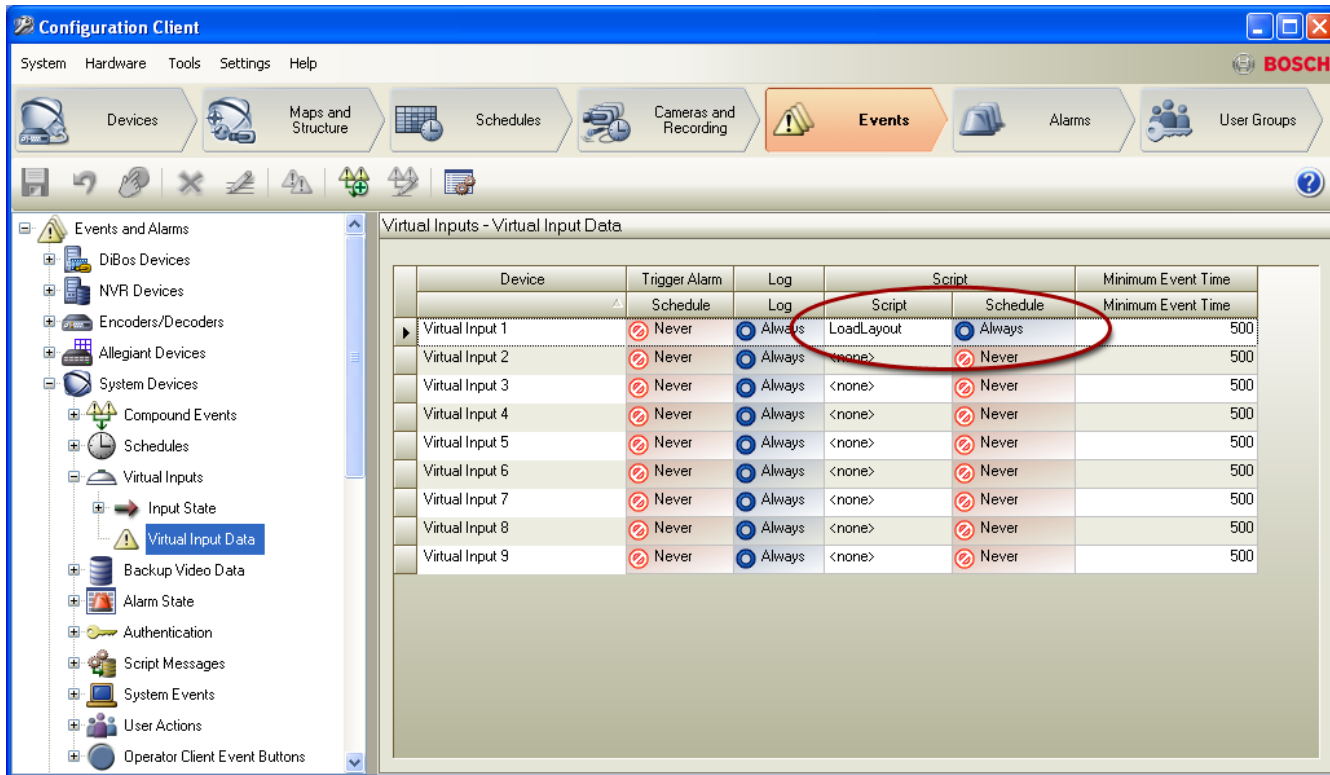 Configuration Client
System Hardware Tools Settings Help
BOSCH
Devices
Maps and
Structure
Schedules
Cameras and
Recording
Events
Alarms
User Groups
Events and Alarms
DiBos Devices
NVR Devices
Encoders/Decoders
Allegiant Devices
System Devices
Compound Events
Schedules
Virtual Inputs
Input State
Virtual Input Data
Backup Video Data
Alarm State
Authentication
Script Messages
System Events
User Actions
Operator Client Event Buttons
Virtual Inputs - Virtual Input Data
Device Trigger Alarm Log Script Minimum Event Time
Schedule Log Script Schedule Minimum Event Time
Virtual Input 1 Never Always LoadLayout Always 500
Virtual Input 2 Never Always <none> Never 500
Virtual Input 3 Never Always <none> Never 500
Virtual Input 4 Never Always <none> Never 500
Virtual Input 5 Never Always <none> Never 500
Virtual Input 6 Never Always <none> Never 500
Virtual Input 7 Never Always <none> Never 500
Virtual Input 8 Never Always <none> Never 500
Virtual Input 9 Never Always <none> Never 500